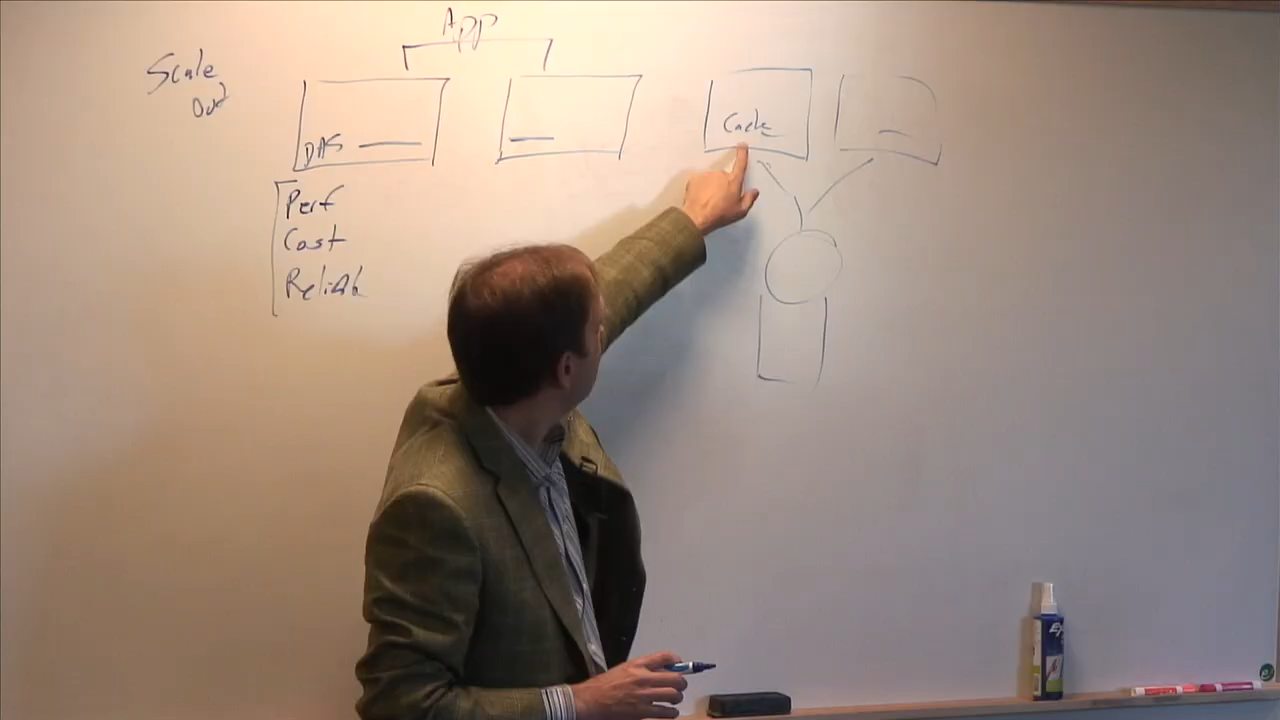 App
Scale
Out
DAS
Cache
Perf
Cost
Reliab